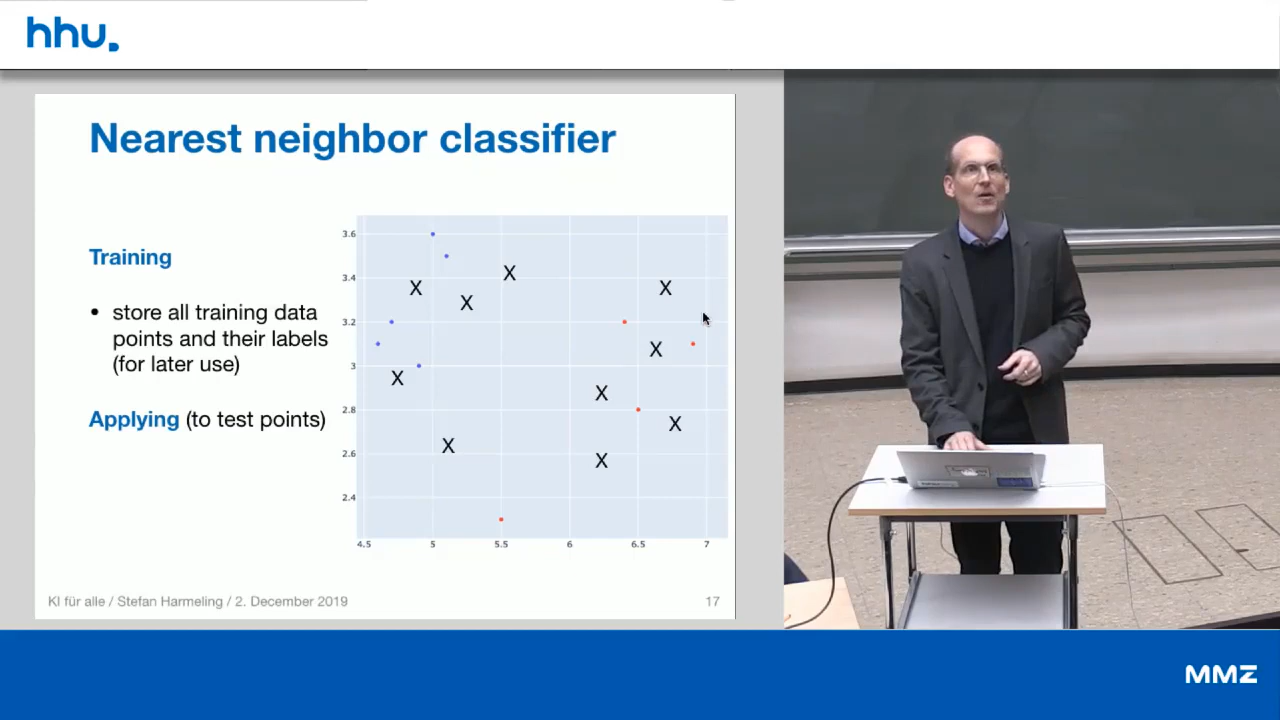 hhu.
Nearest neighbor classifier
Training
• store all training data
points and their labels
(for later use)
Applying (to test points)
3.6
3.4
3.2
3
2.8
2.6
2.4
4.5 5 5.5 6 6.5 7
X
X
X
X
X
X
X
X
X
X
X
KI für alle / Stefan Harmeling / 2. December 2019
17
MMZ